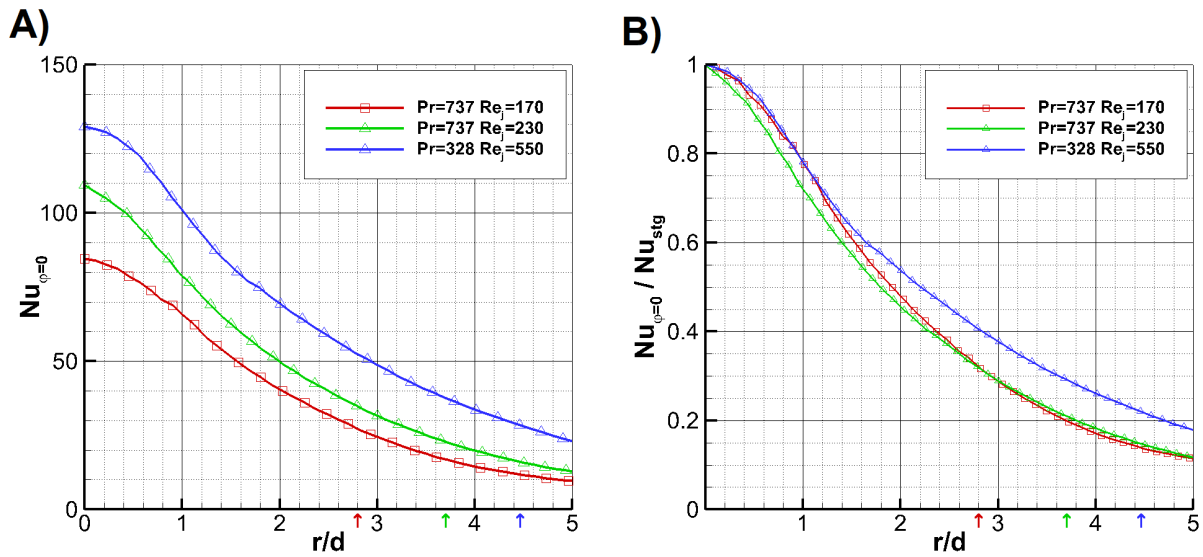 A)
150
100
50
0
Nuφ=0
Pr=737 Rej=170
Pr=737 Rej=230
Pr=328 Rej=550
0 1 2 3 4 5
r/d
B)
1
0.8
0.6
0.4
0.2
0
Nuφ=0 / Nustg
Pr=737 Rej=170
Pr=737 Rej=230
Pr=328 Rej=550
1 2 3 4 5
r/d